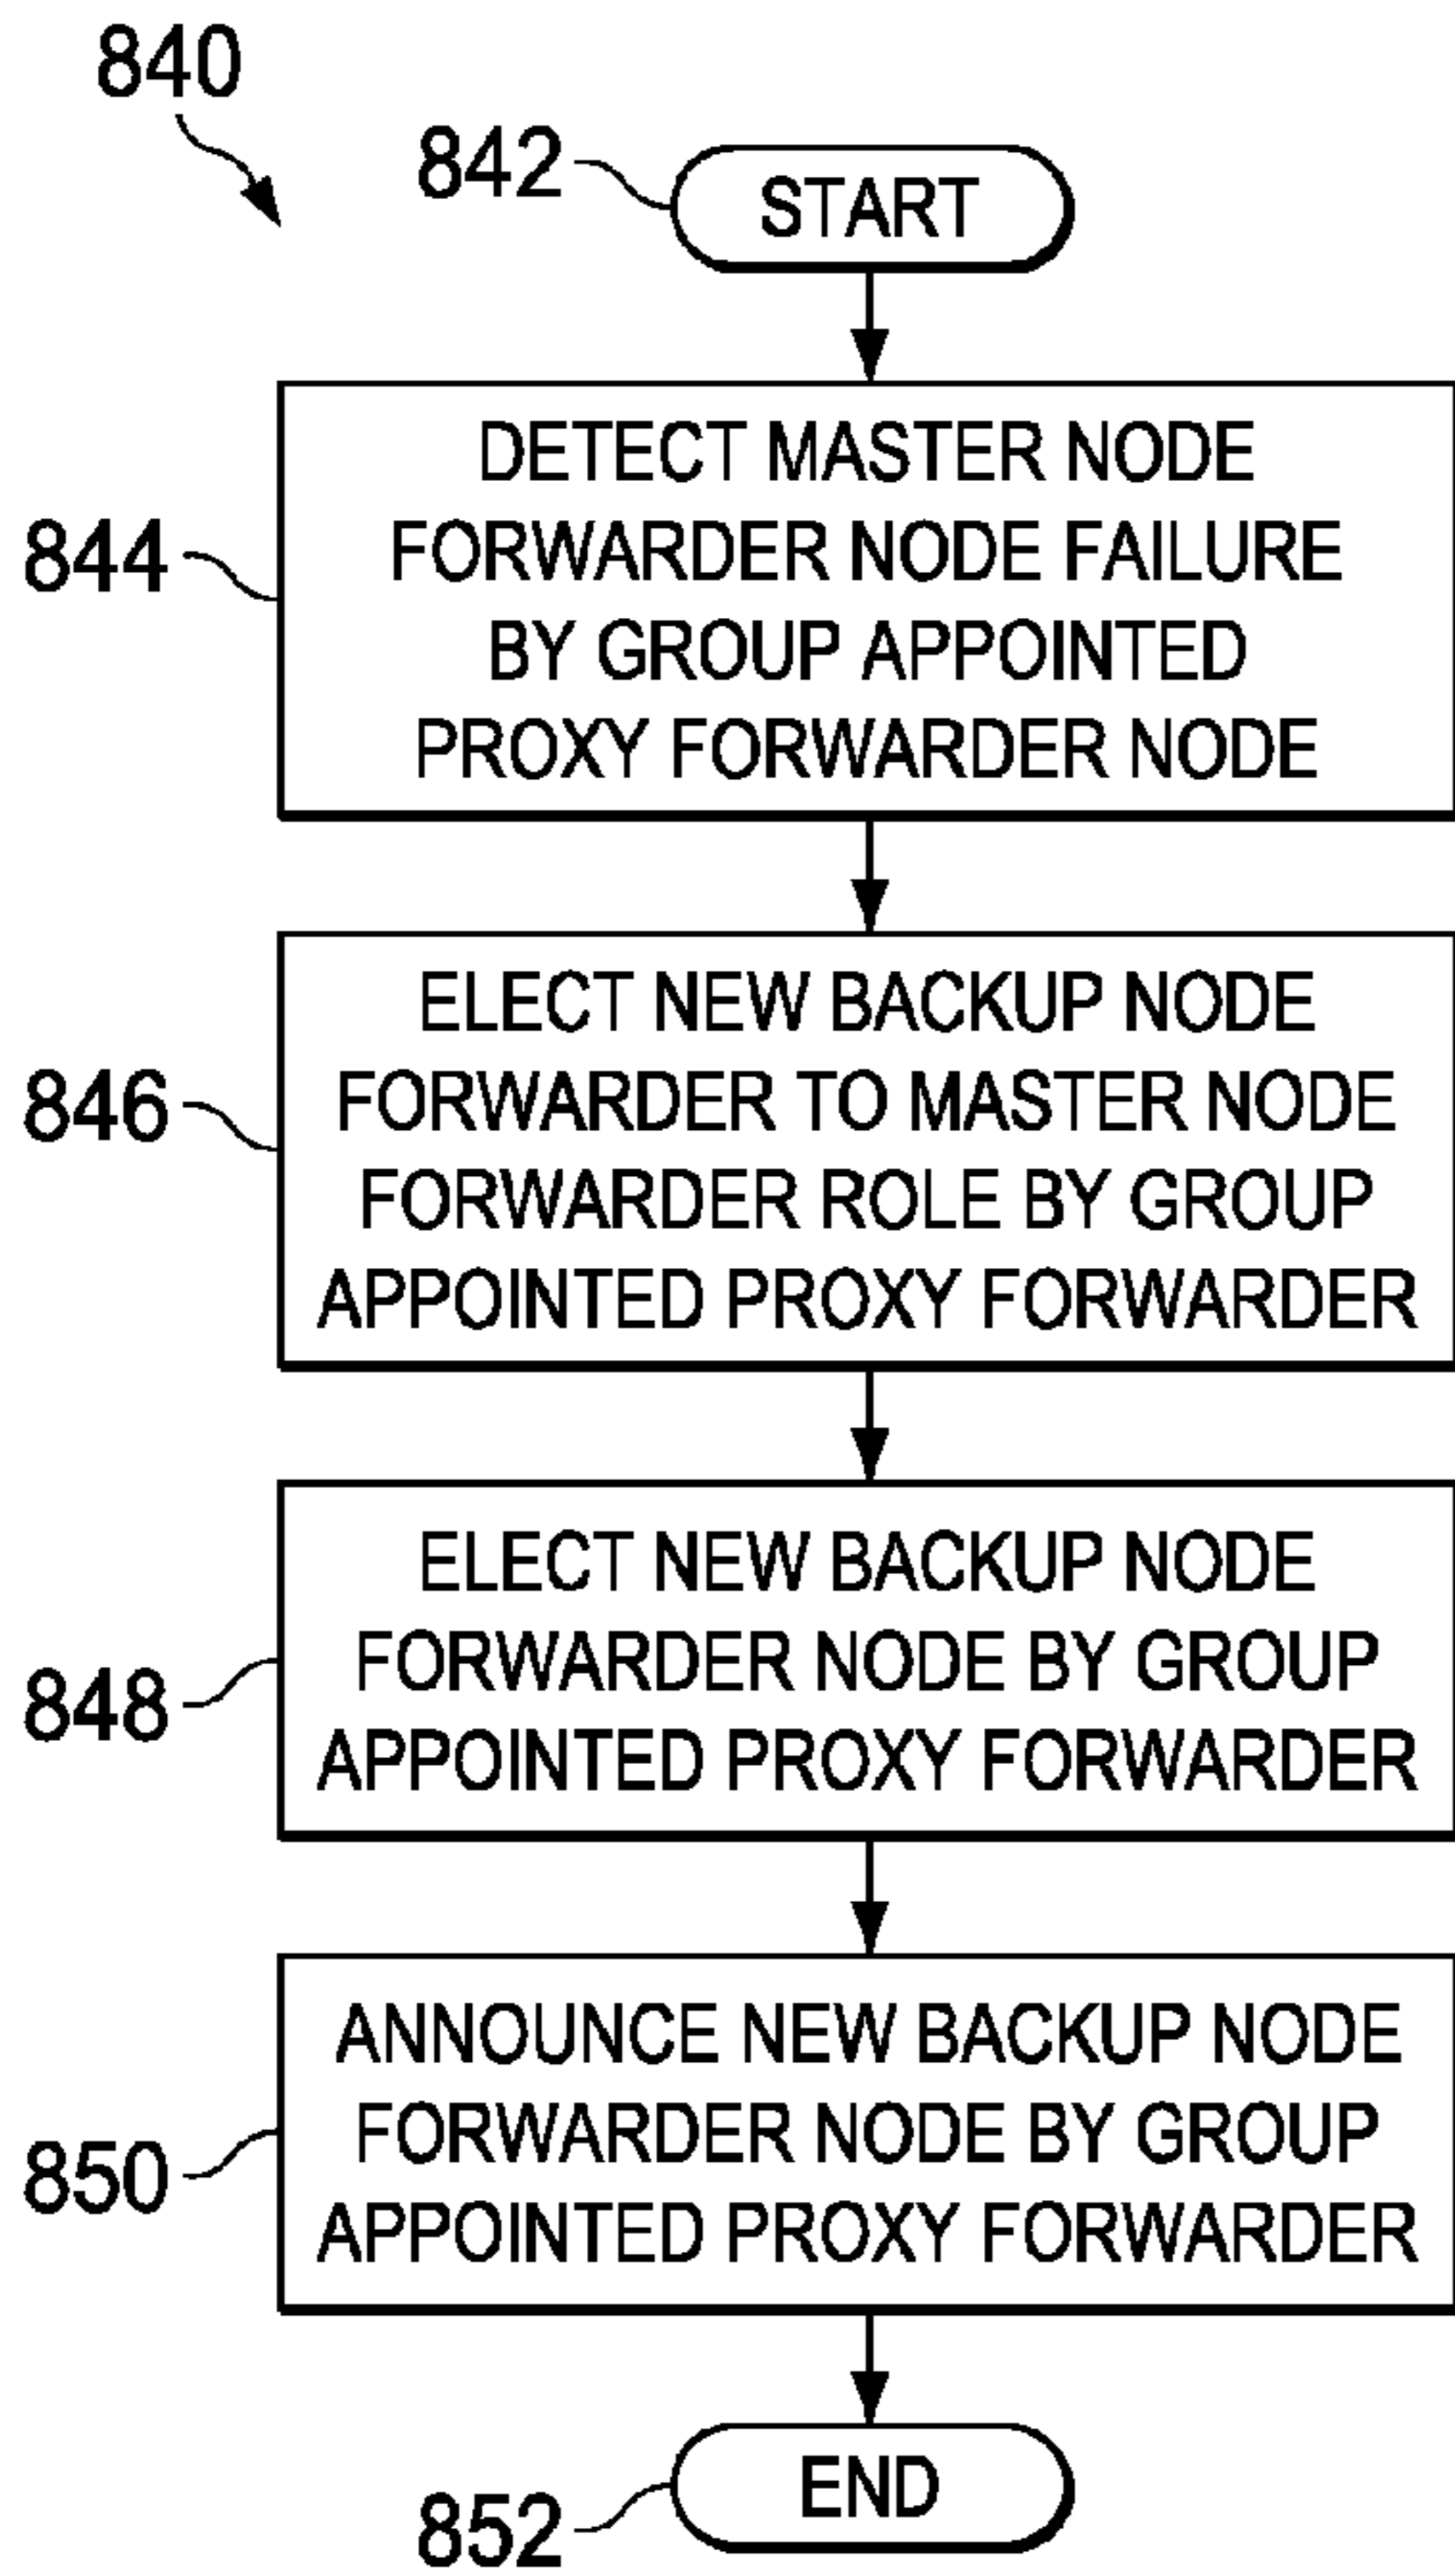 840
842
START
844
DETECT MASTER NODE
FORWARDER NODE FAILURE
BY GROUP APPOINTED
PROXY FORWARDER NODE
846
ELECT NEW BACKUP NODE
FORWARDER TO MASTER NODE
FORWARDER ROLE BY GROUP
APPOINTED PROXY FORWARDER
848
ELECT NEW BACKUP NODE
FORWARDER NODE BY GROUP
APPOINTED PROXY FORWARDER
850
ANNOUNCE NEW BACKUP NODE
FORWARDER NODE BY GROUP
APPOINTED PROXY FORWARDER
852
END